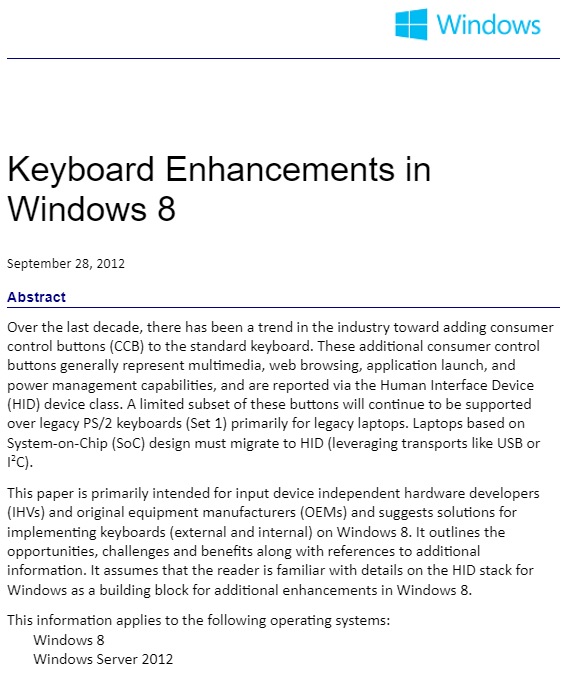 Windows
Keyboard Enhancements in
Windows 8
September 28, 2012
Abstract
Over the last decade, there has been a trend in the industry toward adding consumer
control buttons (CCB) to the standard keyboard. These additional consumer control
buttons generally represent multimedia, web browsing, application launch, and
power management capabilities, and are reported via the Human Interface Device
(HID) device class. A limited subset of these buttons will continue to be supported
over legacy PS/2 keyboards (Set 1) primarily for legacy laptops. Laptops based on
System-on-Chip (SoC) design must migrate to HID (leveraging transports like USB or
I²C).
This paper is primarily intended for input device independent hardware developers
(IHVs) and original equipment manufacturers (OEMs) and suggests solutions for
implementing keyboards (external and internal) on Windows 8. It outlines the
opportunities, challenges and benefits along with references to additional
information. It assumes that the reader is familiar with details on the HID stack for
Windows as a building block for additional enhancements in Windows 8.
This information applies to the following operating systems:
Windows 8
Windows Server 2012